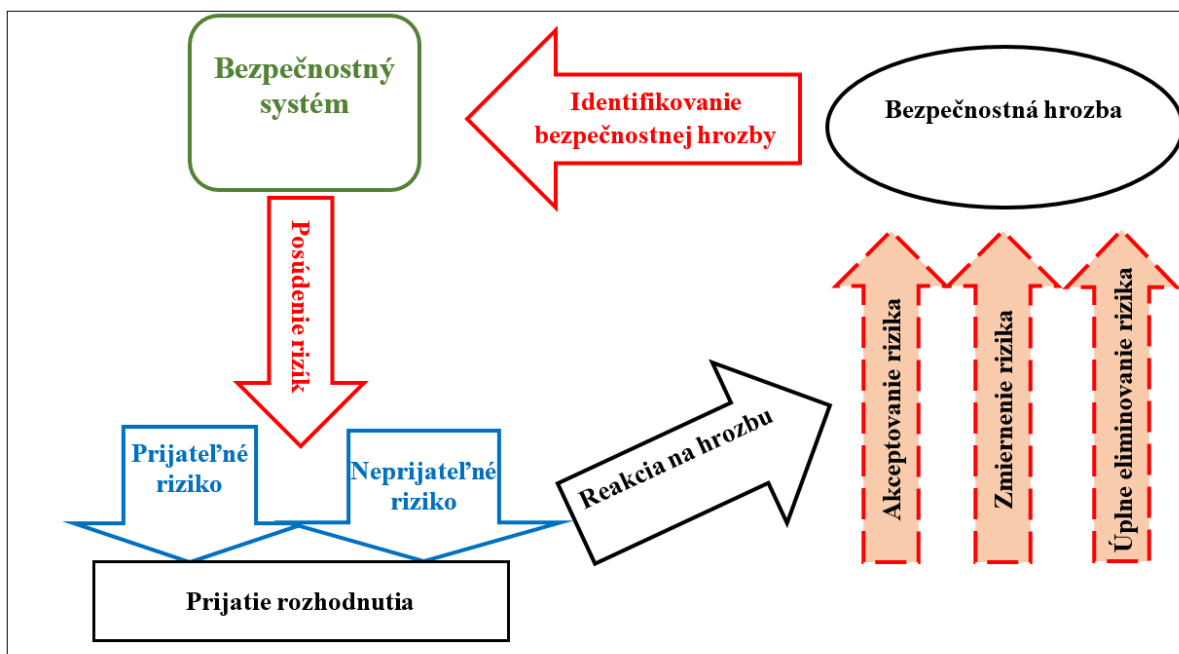 Bezpečnostný
systém
Identifikovanie
bezpečnostnej hrozby
Bezpečnostná hrozba
Posúdenie rizík
Prijateľné
riziko
Neprijateľné
riziko
Prijatie rozhodnutia
Reakcia na hrozbu
Akceptovanie rizika
Zmiernenie rizika
Úplne eliminovanie rizika